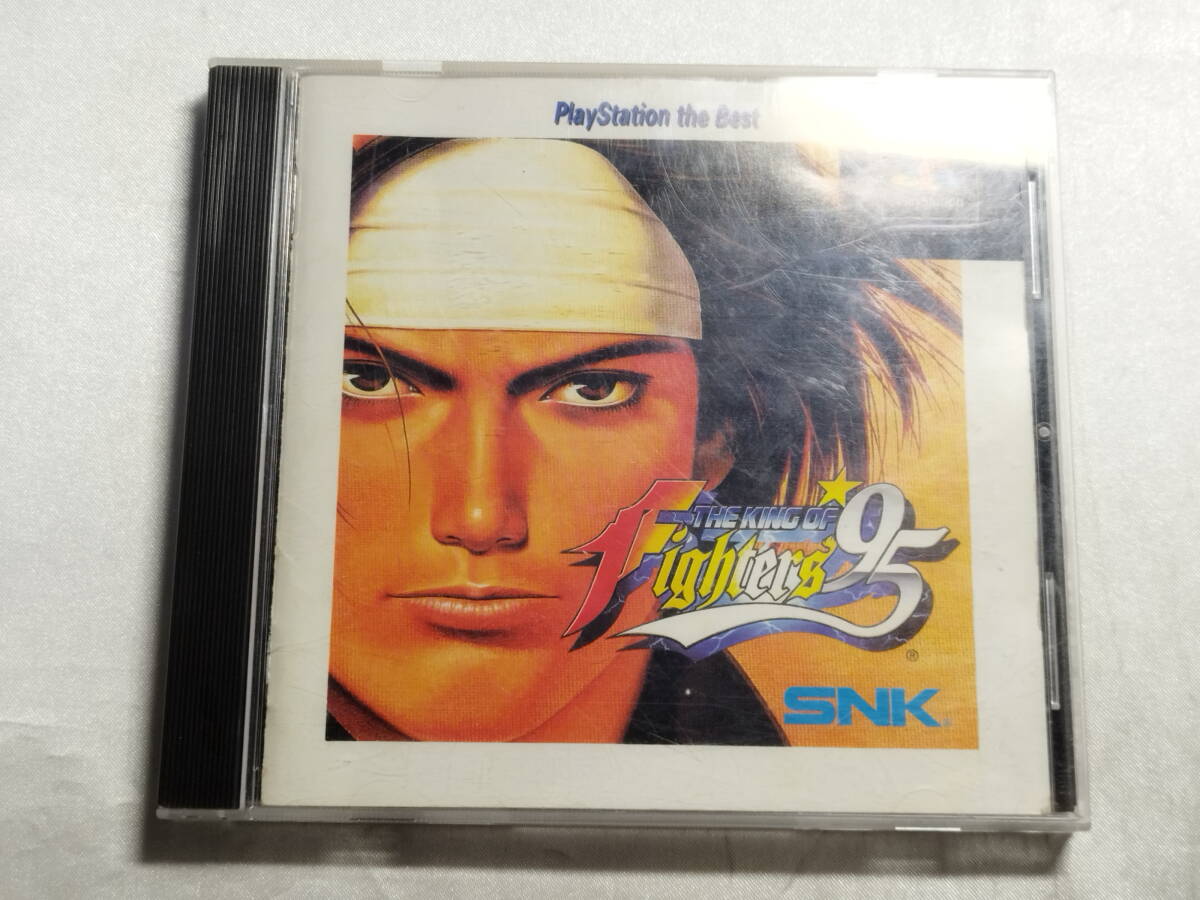 PlayStation the Best
THE KING OF
Fighters '95
®
SNK